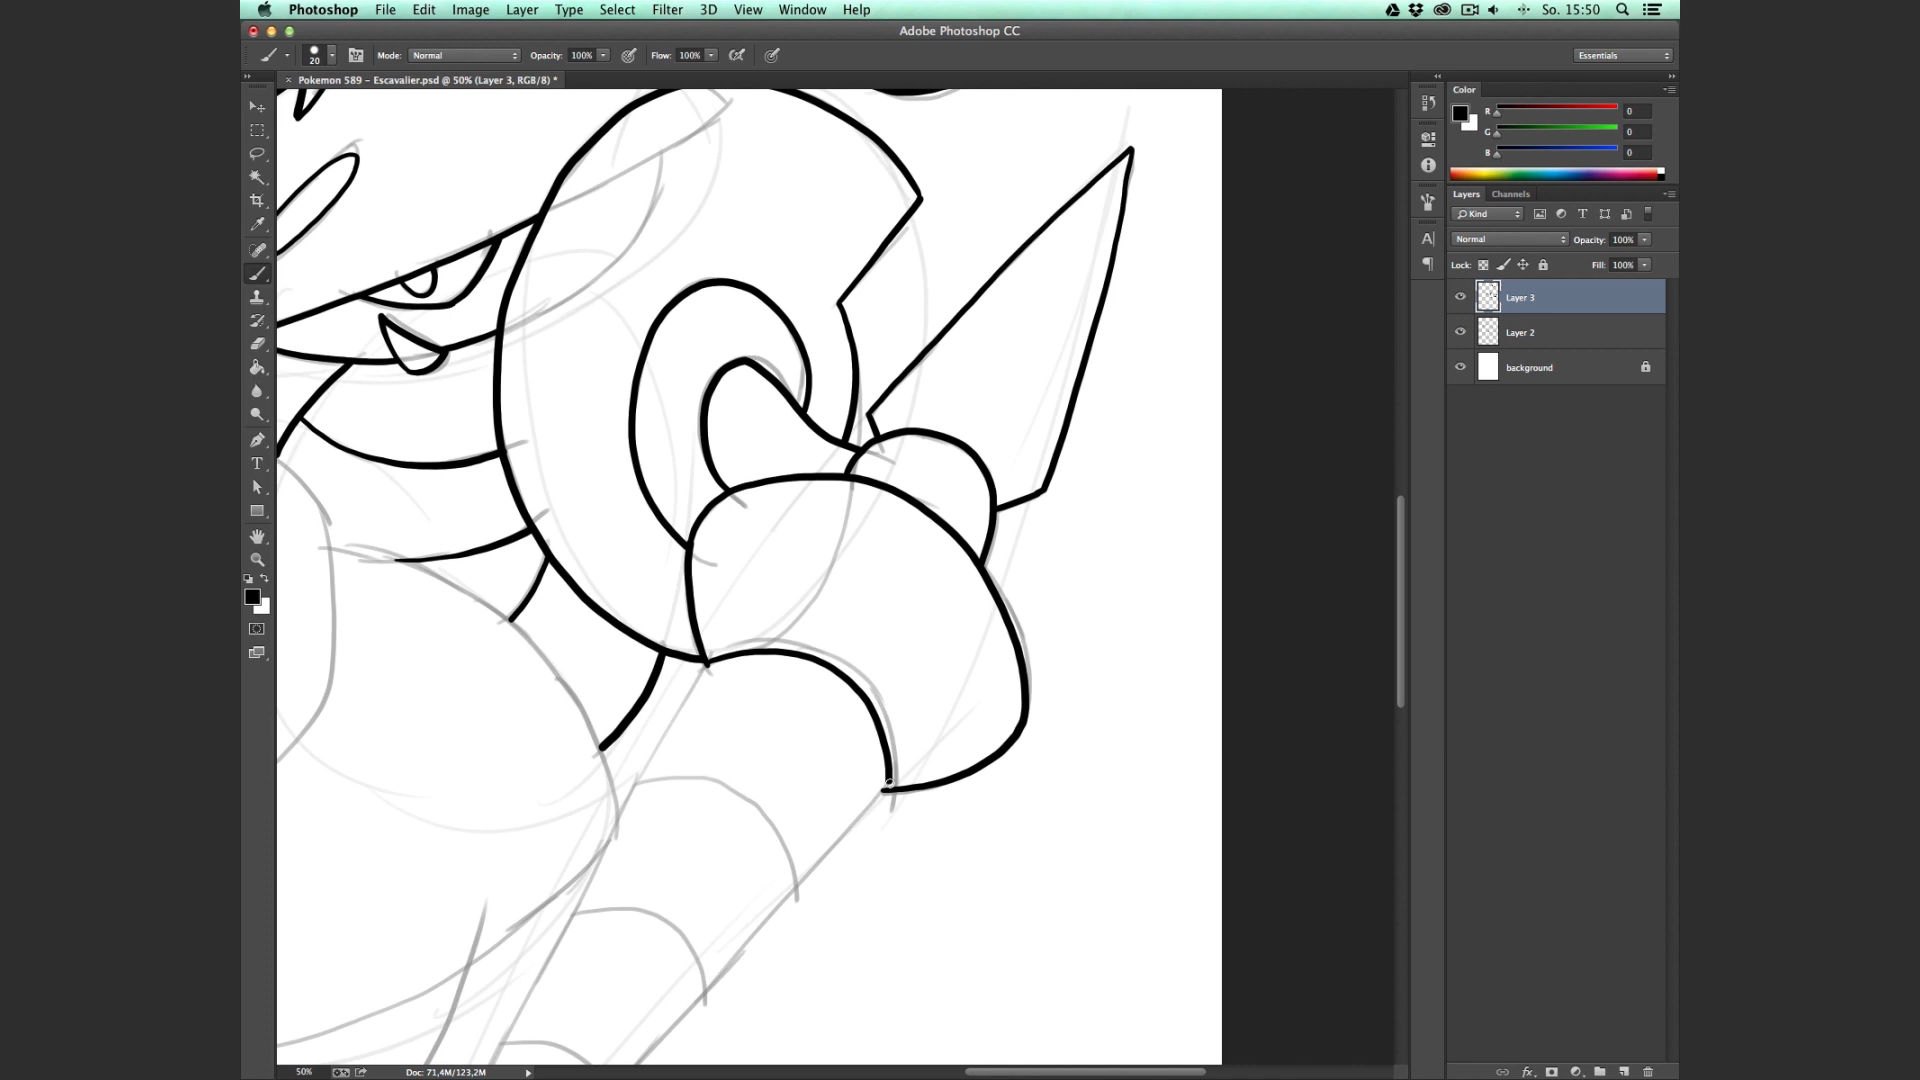 Photoshop File Edit Image Layer Type Select Filter 3D View Window Help So. 15:50
Adobe Photoshop CC
20 Mode: Normal Opacity: 100% Flow: 100% Essentials
× Pokemon 589 - Escavalier.psd @ 50% (Layer 3, RGB/8) *
Color
R 0
G 0
B 0
Layers Channels
Kind T
Normal Opacity: 100%
Lock: Fill: 100%
Layer 3
Layer 2
background
A
T
50% Doc: 71,4M/123,2M
fx